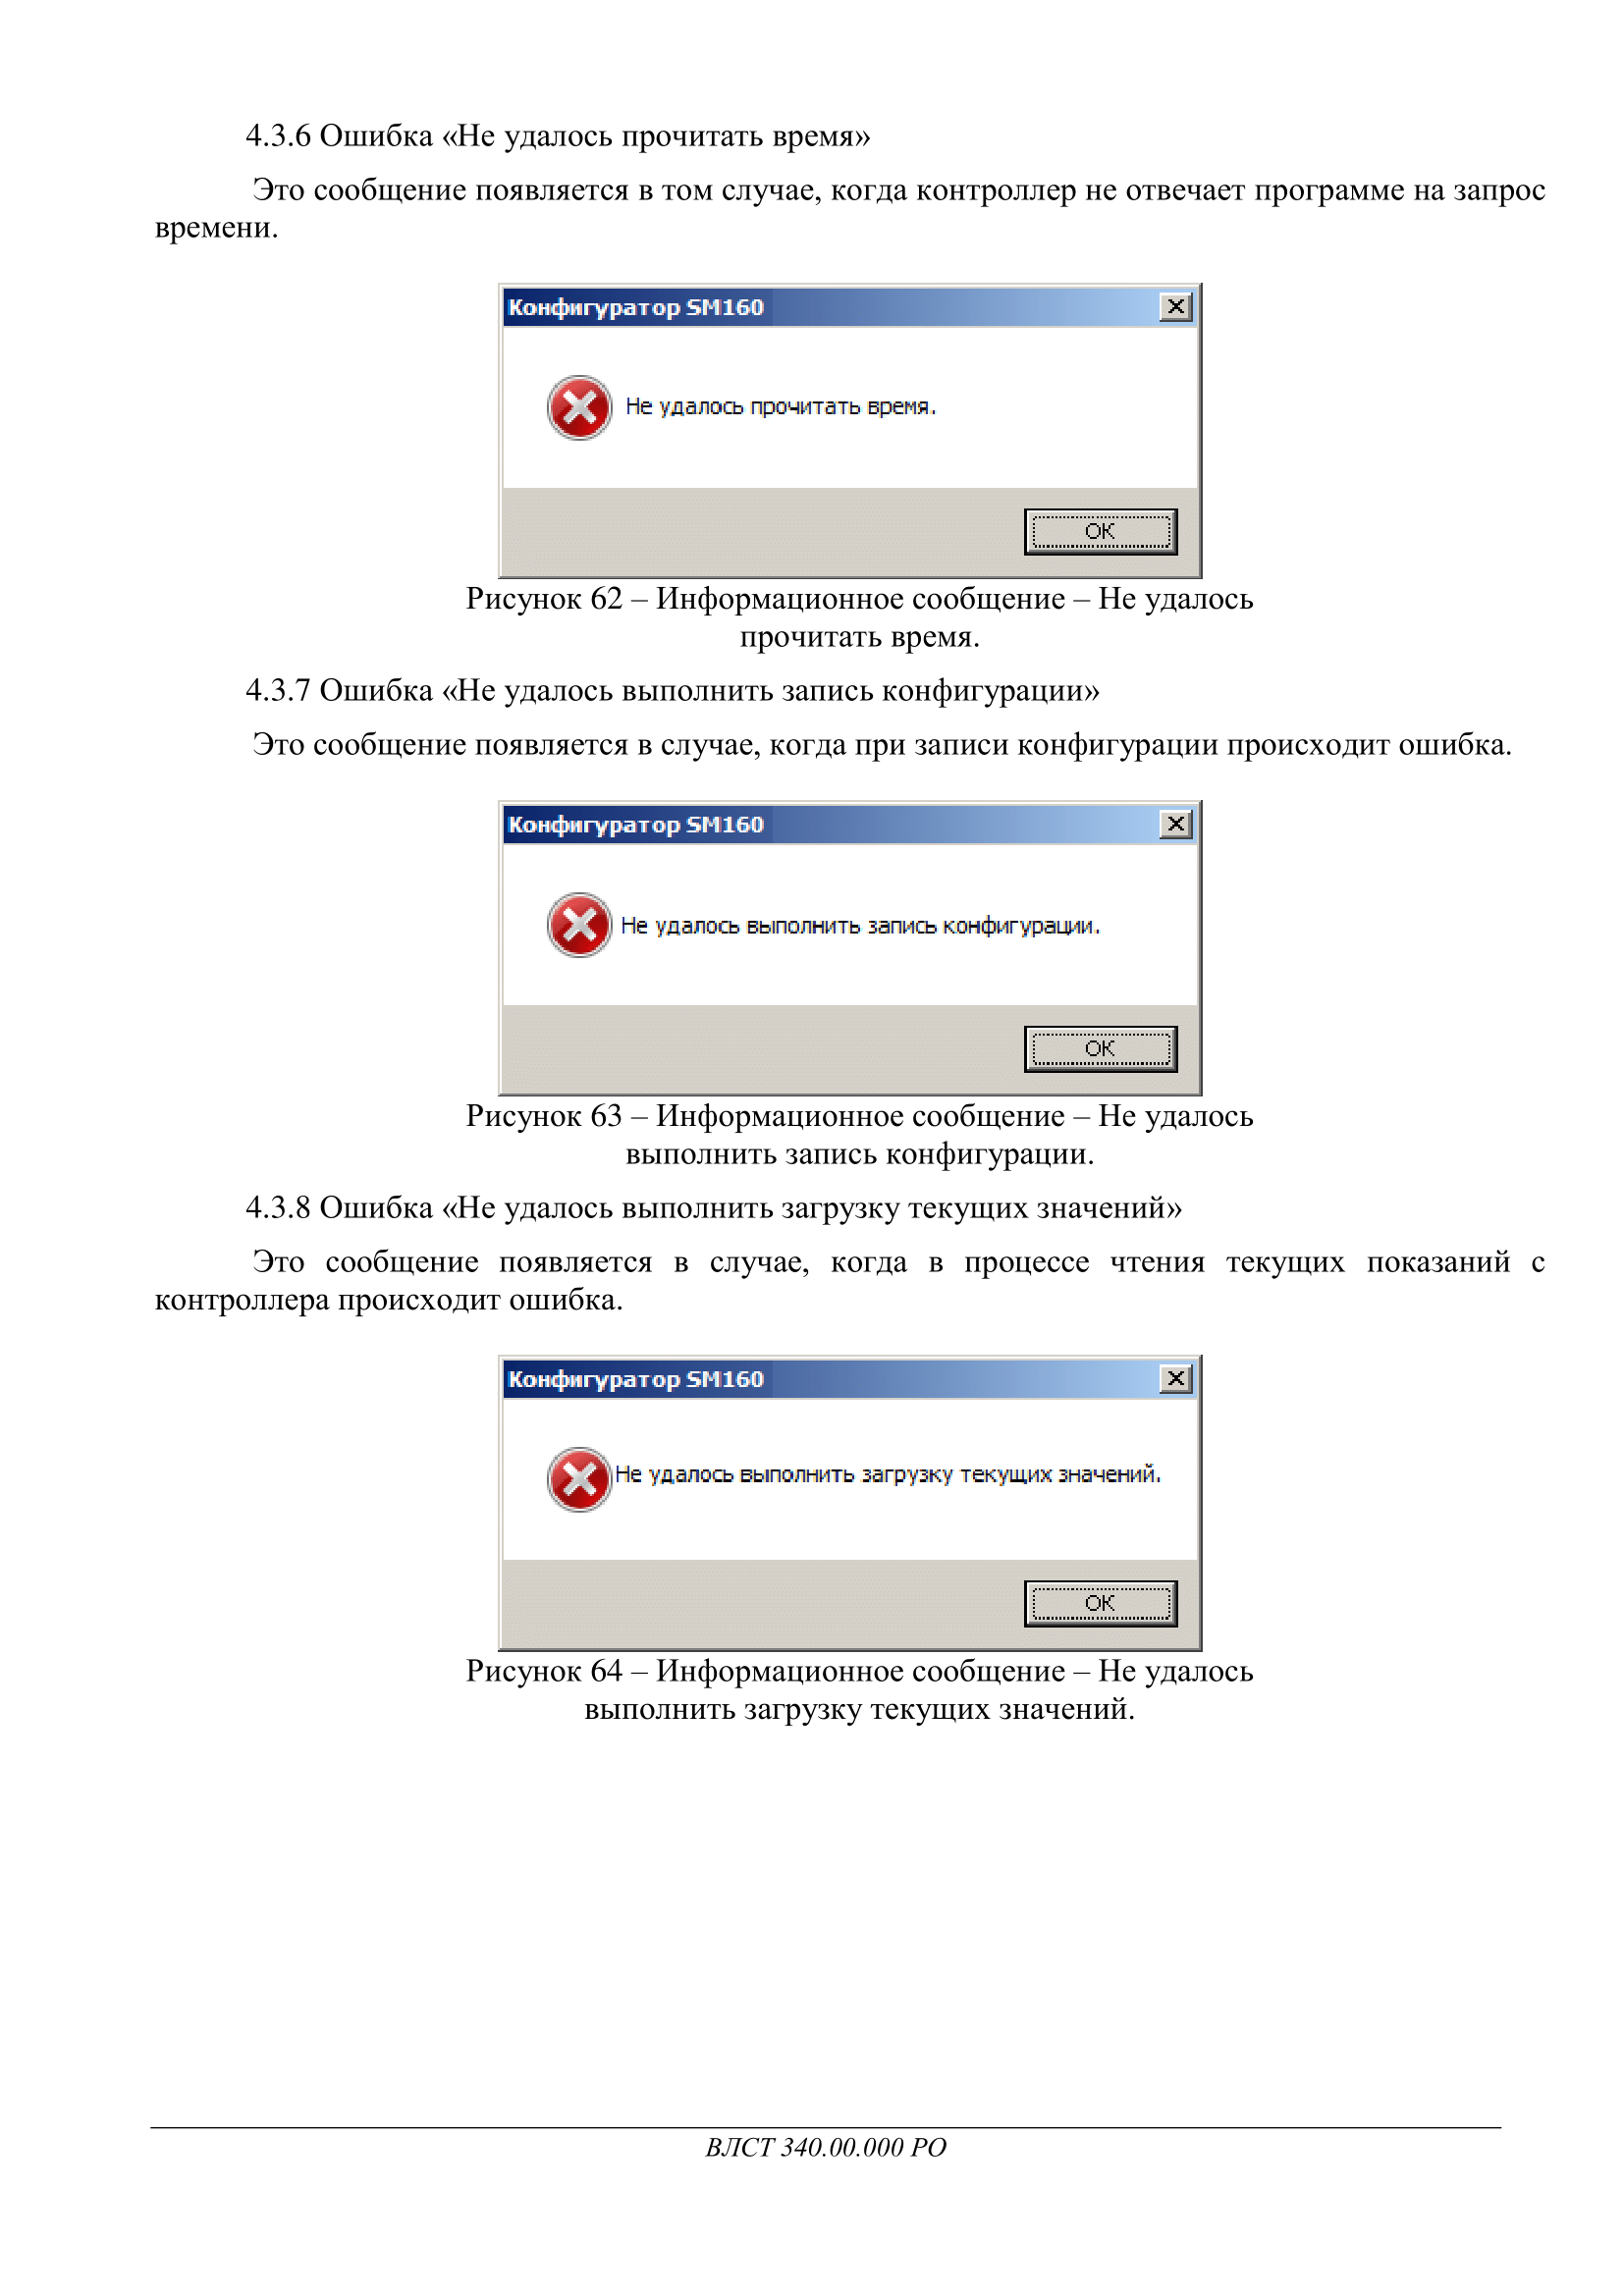 4.3.6 Ошибка «Не удалось прочитать время»
Это сообщение появляется в том случае, когда контроллер не отвечает программе на запрос
времени.
Конфигуратор SM160
Не удалось прочитать время.
OK
Рисунок 62 – Информационное сообщение – Не удалось
прочитать время.
4.3.7 Ошибка «Не удалось выполнить запись конфигурации»
Это сообщение появляется в случае, когда при записи конфигурации происходит ошибка.
Конфигуратор SM160
Не удалось выполнить запись конфигурации.
OK
Рисунок 63 – Информационное сообщение – Не удалось
выполнить запись конфигурации.
4.3.8 Ошибка «Не удалось выполнить загрузку текущих значений»
Это сообщение появляется в случае, когда в процессе чтения текущих показаний с
контроллера происходит ошибка.
Конфигуратор SM160
Не удалось выполнить загрузку текущих значений.
OK
Рисунок 64 – Информационное сообщение – Не удалось
выполнить загрузку текущих значений.
ВЛСТ 340.00.000 РО